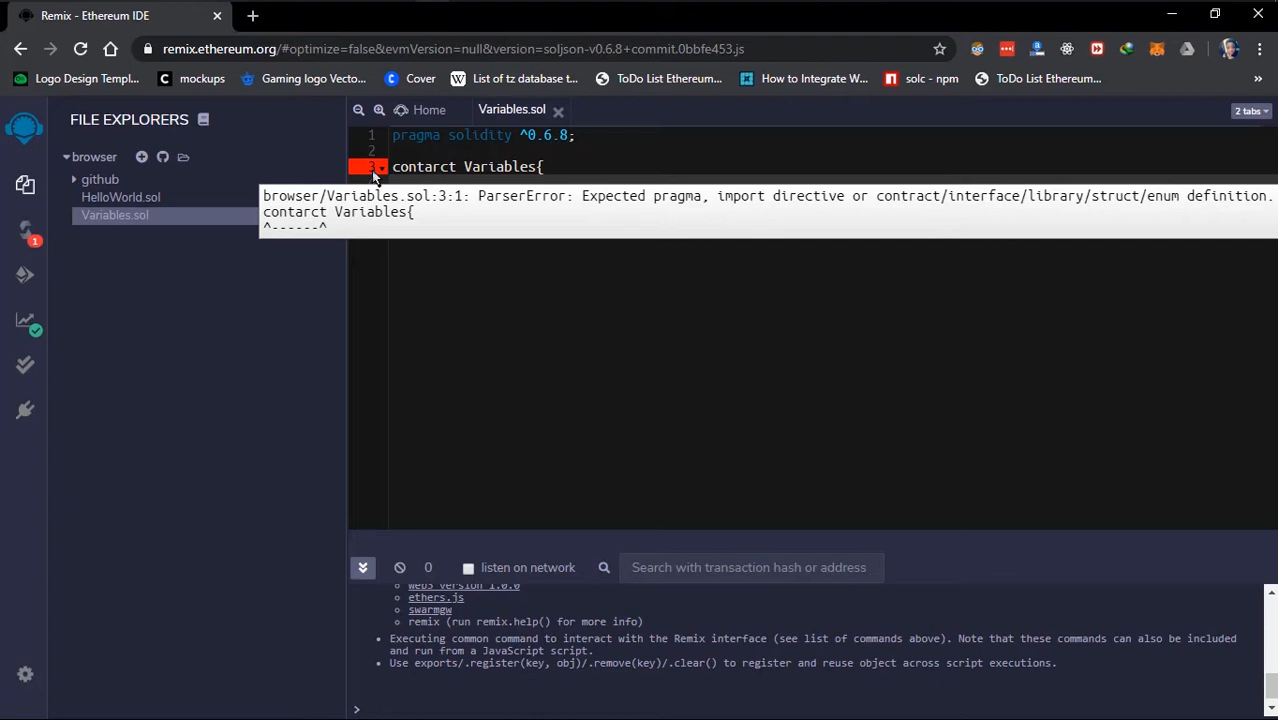 Remix - Ethereum IDE
remix.ethereum.org/#optimize=false&evmVersion=null&version=soljson-v0.6.8+commit.0bbfe453.js
Logo Design Templ...
mockups
Gaming logo Vecto...
Cover
List of tz database t...
ToDo List Ethereum...
How to Integrate W...
solc - npm
ToDo List Ethereum...
»
FILE EXPLORERS
Home
Variables.sol
2 tabs
browser
github
HelloWorld.sol
Variables.sol
1
1 pragma solidity ^0.6.8;
2
3 contarct Variables{
browser/Variables.sol:3:1: ParserError: Expected pragma, import directive or contract/interface/library/struct/enum definition.
contarct Variables{
^------^
0
listen on network
Search with transaction hash or address
web3 version 1.0.0
ethers.js
swarmgw
remix (run remix.help() for more info)
Executing common command to interact with the Remix interface (see list of commands above). Note that these commands can also be included
and run from a JavaScript script.
Use exports/.register(key, obj)/.remove(key)/.clear() to register and reuse object across script executions.
>